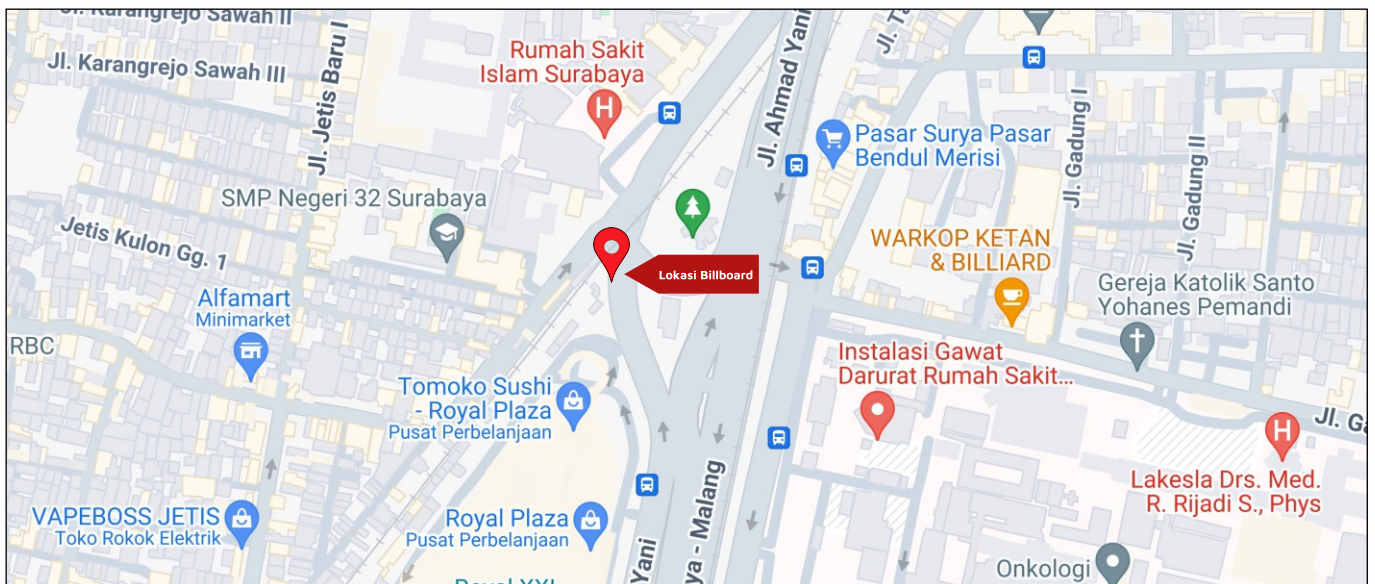 Jl. Karangrejo Sawah II
Jl. Karangrejo Sawah III
Jl. Jetis Baru I
Rumah Sakit
Islam Surabaya
H
Jl. Ahmad Yani
Pasar Surya Pasar
Bendul Merisi
Jl. Gadung I
Jl. Gadung II
SMP Negeri 32 Surabaya
Jetis Kulon Gg. 1
Lokasi Billboard
WARKOP KETAN
& BILLIARD
Gereja Katolik Santo
Yohanes Pemandi
Alfamart
Minimarket
RBC
Instalasi Gawat
Darurat Rumah Sakit...
Tomoko Sushi
- Royal Plaza
Pusat Perbelanjaan
H
Lakesla Drs. Med.
R. Rijadi S., Phys
VAPEBOSS JETIS
Toko Rokok Elektrik
Royal Plaza
Pusat Perbelanjaan
Yani
ya - Malang
Onkologi
Royal XXI